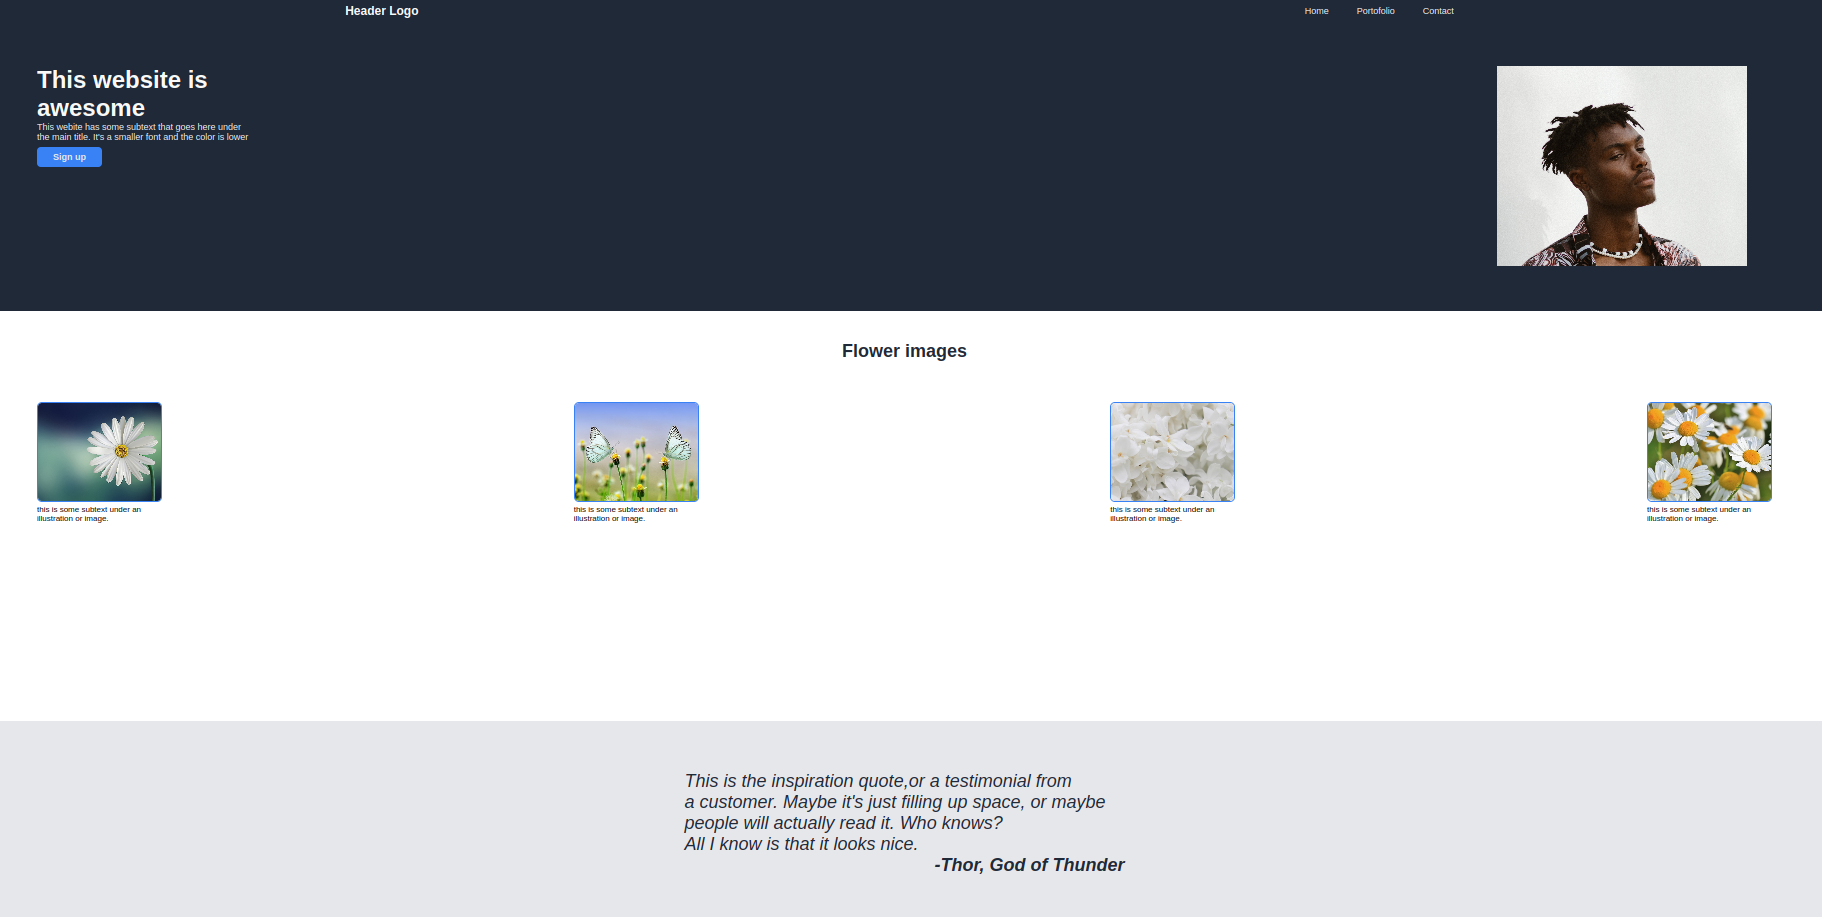 Header Logo
Home
Portofolio
Contact
This website is
awesome
This webite has some subtext that goes here under
the main title. It's a smaller font and the color is lower
Sign up
Flower images
this is some subtext under an
illustration or image.
this is some subtext under an
illustration or image.
this is some subtext under an
illustration or image.
this is some subtext under an
illustration or image.
This is the inspiration quote,or a testimonial from
a customer. Maybe it's just filling up space, or maybe
people will actually read it. Who knows?
All I know is that it looks nice.
-Thor, God of Thunder